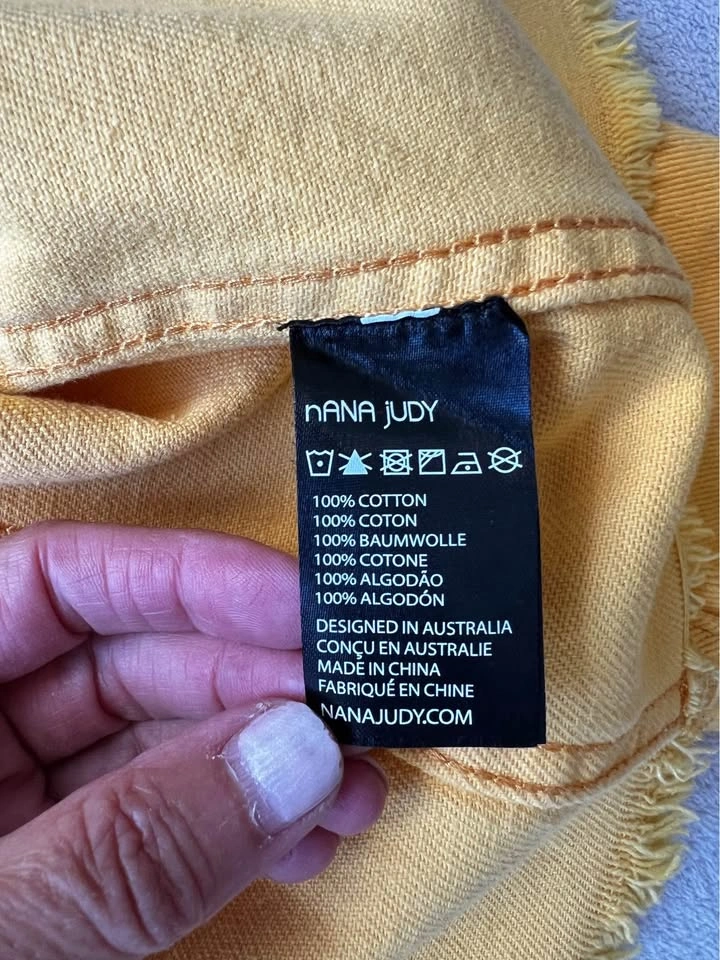 nANA jUDY
100% COTTON
100% COTON
100% BAUMWOLLE
100% COTONE
100% ALGODÃO
100% ALGODÓN
DESIGNED IN AUSTRALIA
CONÇU EN AUSTRALIE
MADE IN CHINA
FABRIQUÉ EN CHINE
NANAJUDY.COM